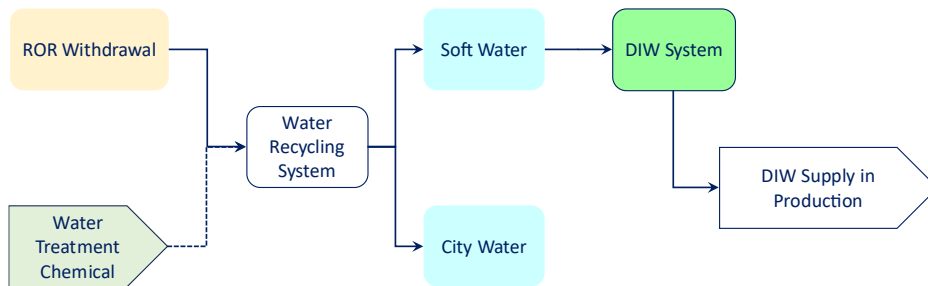 ROR Withdrawal
Soft Water
DIW System
Water
Recycling
System
DIW Supply in
Production
Water
Treatment
Chemical
City Water